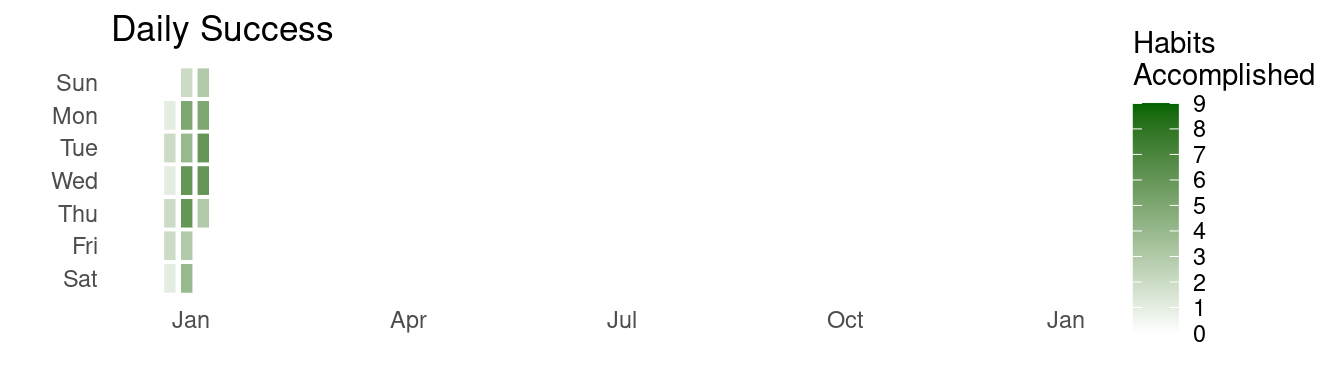 Daily Success
Sun
Mon
Tue
Wed
Thu
Fri
Sat
Jan Apr Jul Oct Jan
Habits
Accomplished
9
8
7
6
5
4
3
2
1
0